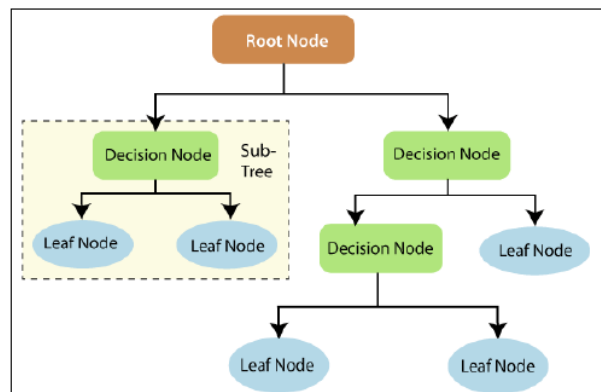 Root Node
Decision Node
Sub-
Tree
Decision Node
Leaf Node
Leaf Node
Decision Node
Leaf Node
Leaf Node
Leaf Node